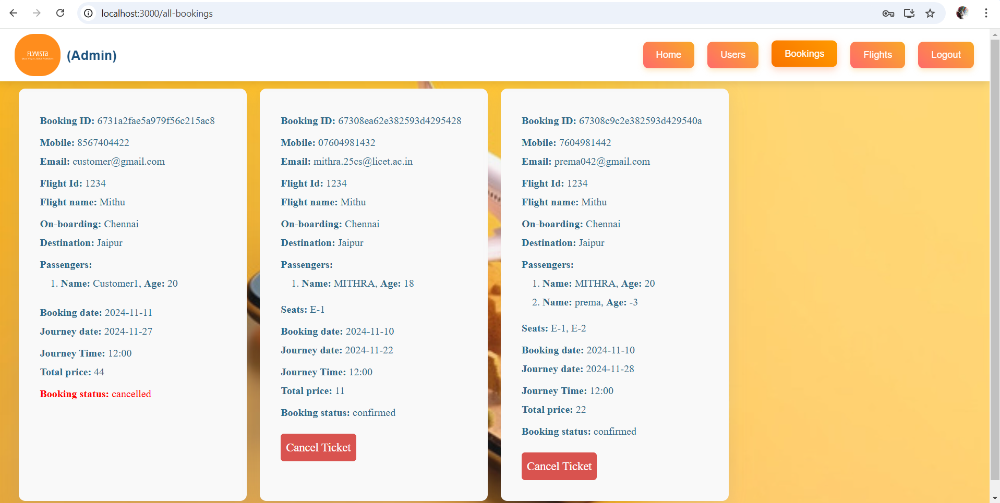 localhost:3000/all-bookings
FLYVISTA
(Admin)
Home
Users
Bookings
Flights
Logout
Booking ID: 6731a2fae5a979f56c215ac8
Mobile: 8567404422
Email: customer@gmail.com
Flight Id: 1234
Flight name: Mithu
On-boarding: Chennai
Destination: Jaipur
Passengers:
1. Name: Customer1, Age: 20
Booking date: 2024-11-11
Journey date: 2024-11-27
Journey Time: 12:00
Total price: 44
Booking status: cancelled
Booking ID: 67308ea62e382593d4295428
Mobile: 07604981432
Email: mithra.25cs@licet.ac.in
Flight Id: 1234
Flight name: Mithu
On-boarding: Chennai
Destination: Jaipur
Passengers:
1. Name: MITHRA, Age: 18
Seats: E-1
Booking date: 2024-11-10
Journey date: 2024-11-22
Journey Time: 12:00
Total price: 11
Booking status: confirmed
Cancel Ticket
Booking ID: 67308c9c2e382593d429540a
Mobile: 7604981442
Email: prema042@gmail.com
Flight Id: 1234
Flight name: Mithu
On-boarding: Chennai
Destination: Jaipur
Passengers:
1. Name: MITHRA, Age: 20
2. Name: prema, Age: -3
Seats: E-1, E-2
Booking date: 2024-11-10
Journey date: 2024-11-28
Journey Time: 12:00
Total price: 22
Booking status: confirmed
Cancel Ticket